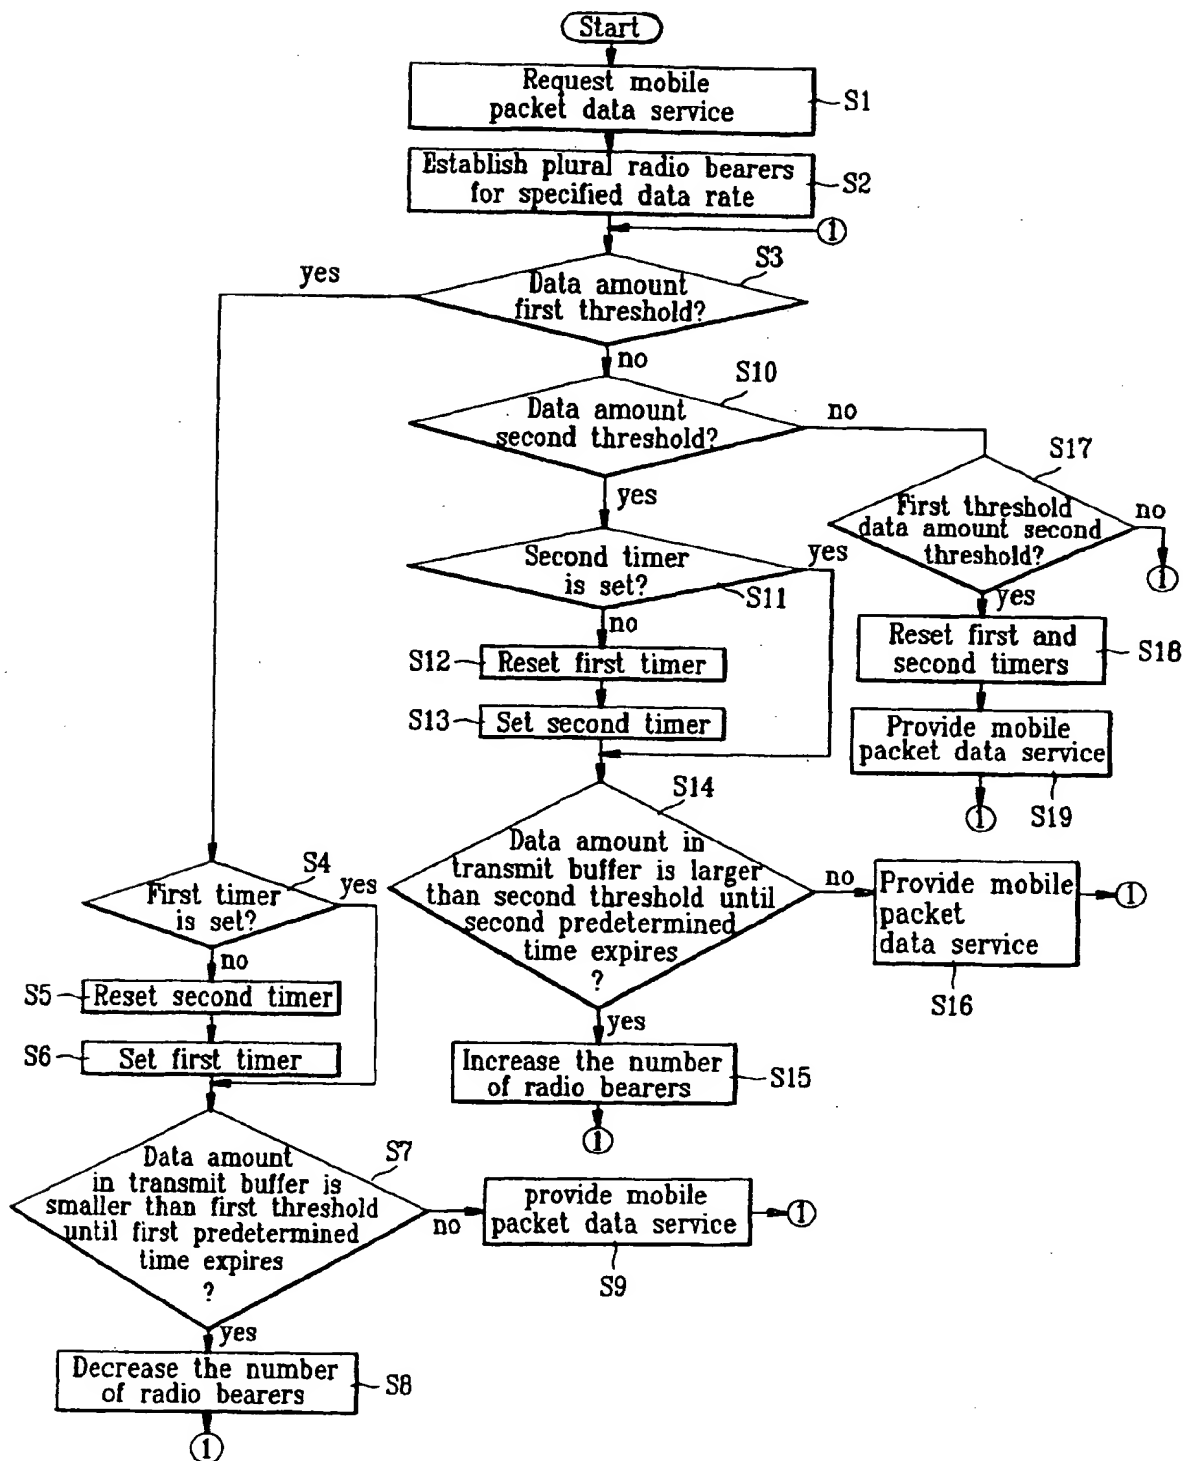 Start
Request mobile
packet data service
S1
Establish plural radio bearers
for specified data rate
S2
1
S3
yes
Data amount
first threshold?
no
S10
Data amount
second threshold?
no
yes
S17
First threshold
data amount second
threshold?
no
1
yes
Second timer
is set?
yes
S11
no
S12
Reset first timer
S13
Set second timer
Reset first and
second timers
S18
Provide mobile
packet data service
S19
1
S14
Data amount in
transmit buffer is larger
than second threshold until
second predetermined
time expires
?
no
Provide mobile
packet
data service
1
S16
yes
Increase the number
of radio bearers
S15
1
S4
First timer
is set?
yes
no
S5
Reset second timer
S6
Set first timer
S7
Data amount
in transmit buffer is
smaller than first threshold
until first predetermined
time expires
?
no
provide mobile
packet data service
1
S9
yes
Decrease the number
of radio bearers
S8
1